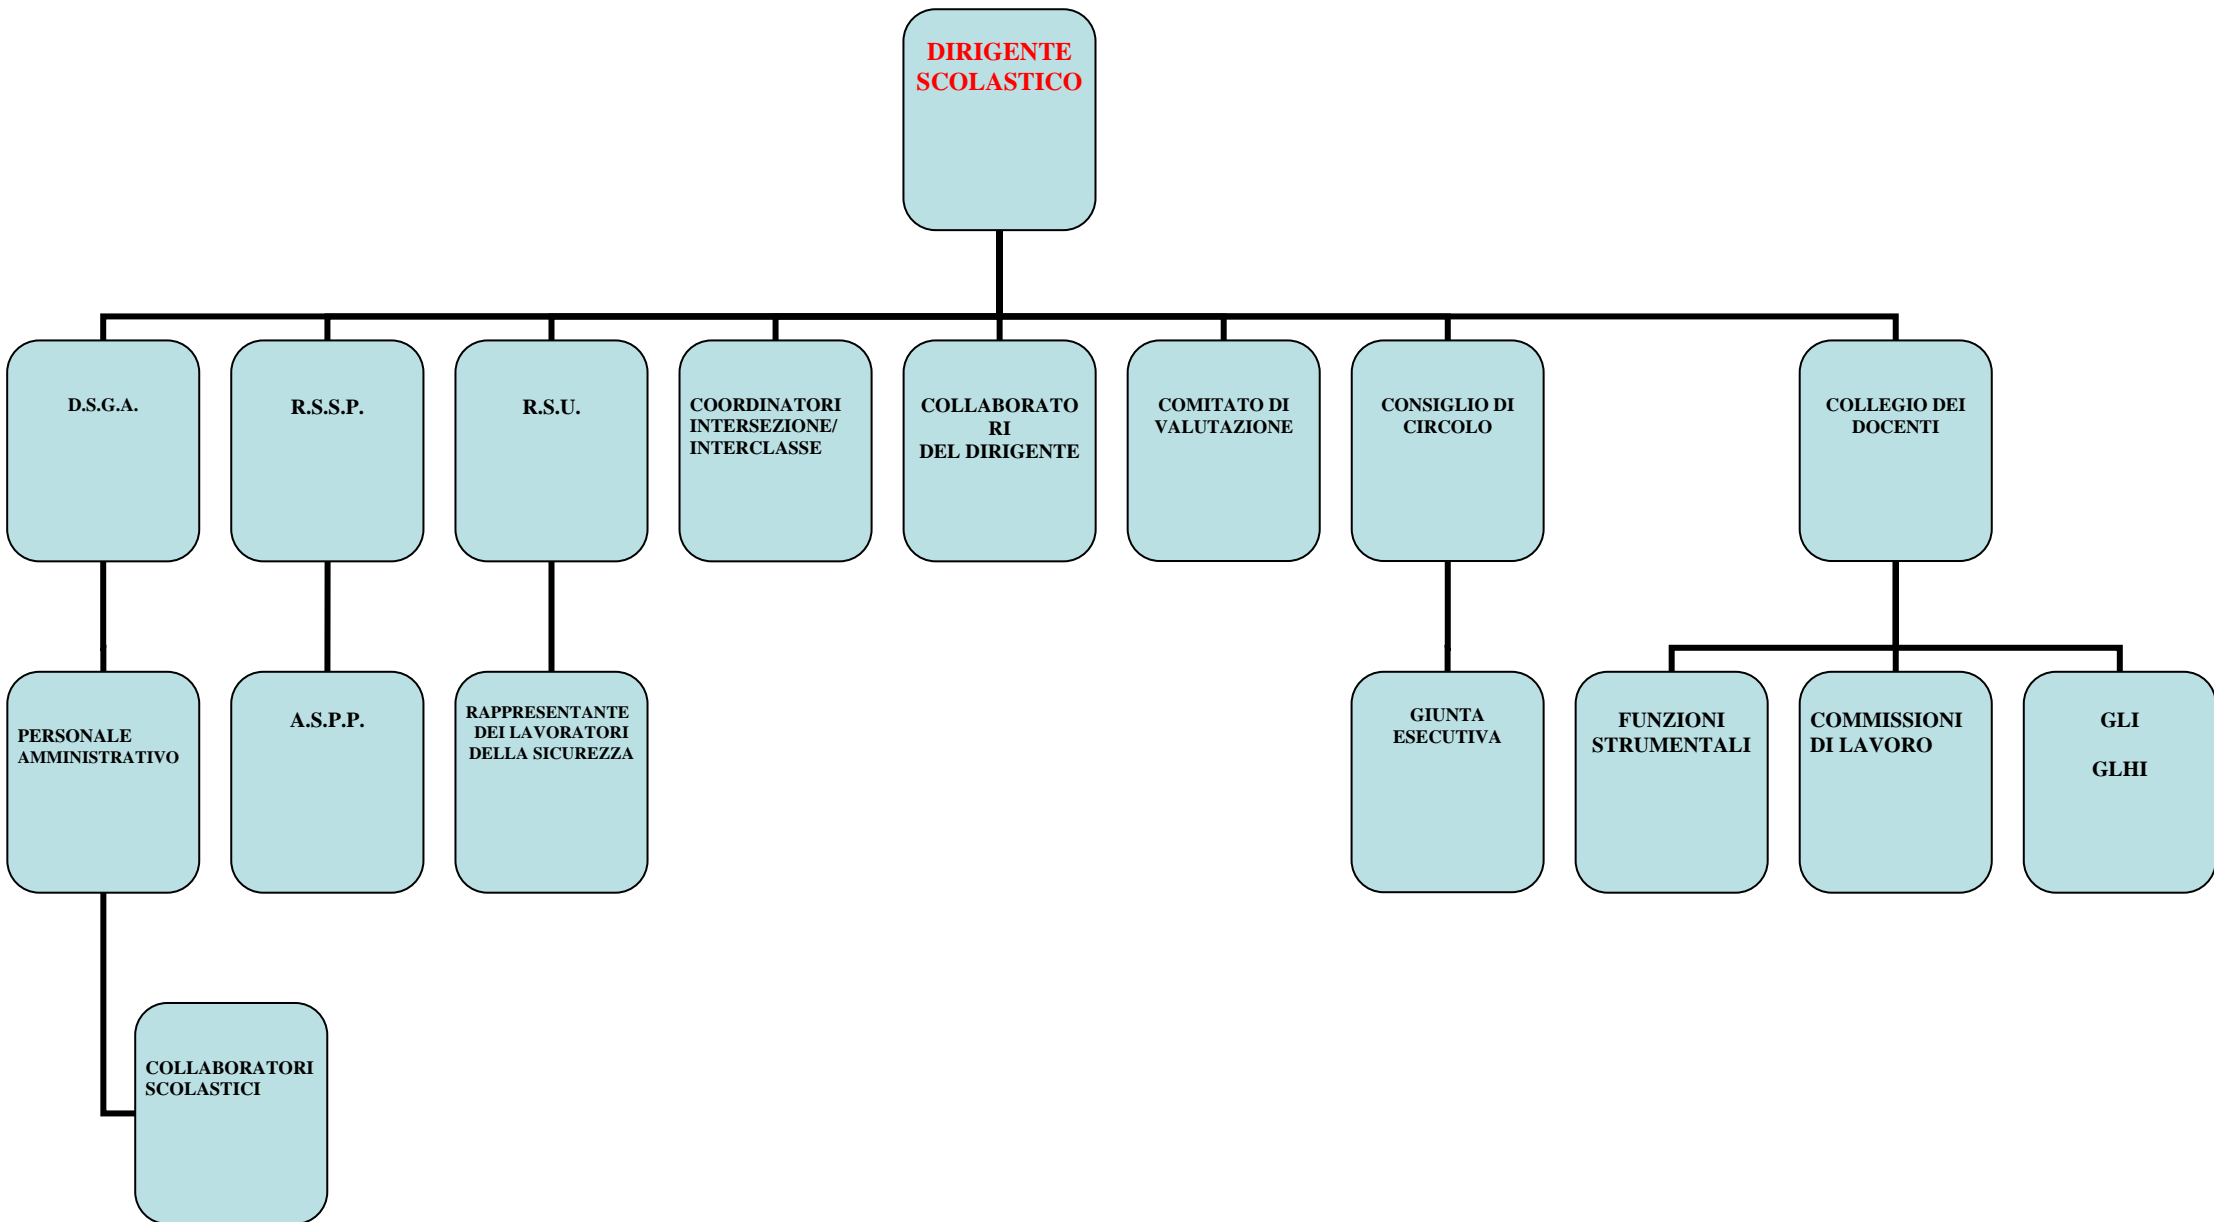 DIRIGENTE
SCOLASTICO
D.S.G.A.
R.S.S.P.
R.S.U.
COORDINATORI
INTERSEZIONE/
INTERCLASSE
COLLABORATO
RI
DEL DIRIGENTE
COMITATO DI
VALUTAZIONE
CONSIGLIO DI
CIRCOLO
COLLEGIO DEI
DOCENTI
PERSONALE
AMMINISTRATIVO
A.S.P.P.
RAPPRESENTANTE
DEI LAVORATORI
DELLA SICUREZZA
GIUNTA
ESECUTIVA
FUNZIONI
STRUMENTALI
COMMISSIONI
DI LAVORO
GLI
GLHI
COLLABORATORI
SCOLASTICI